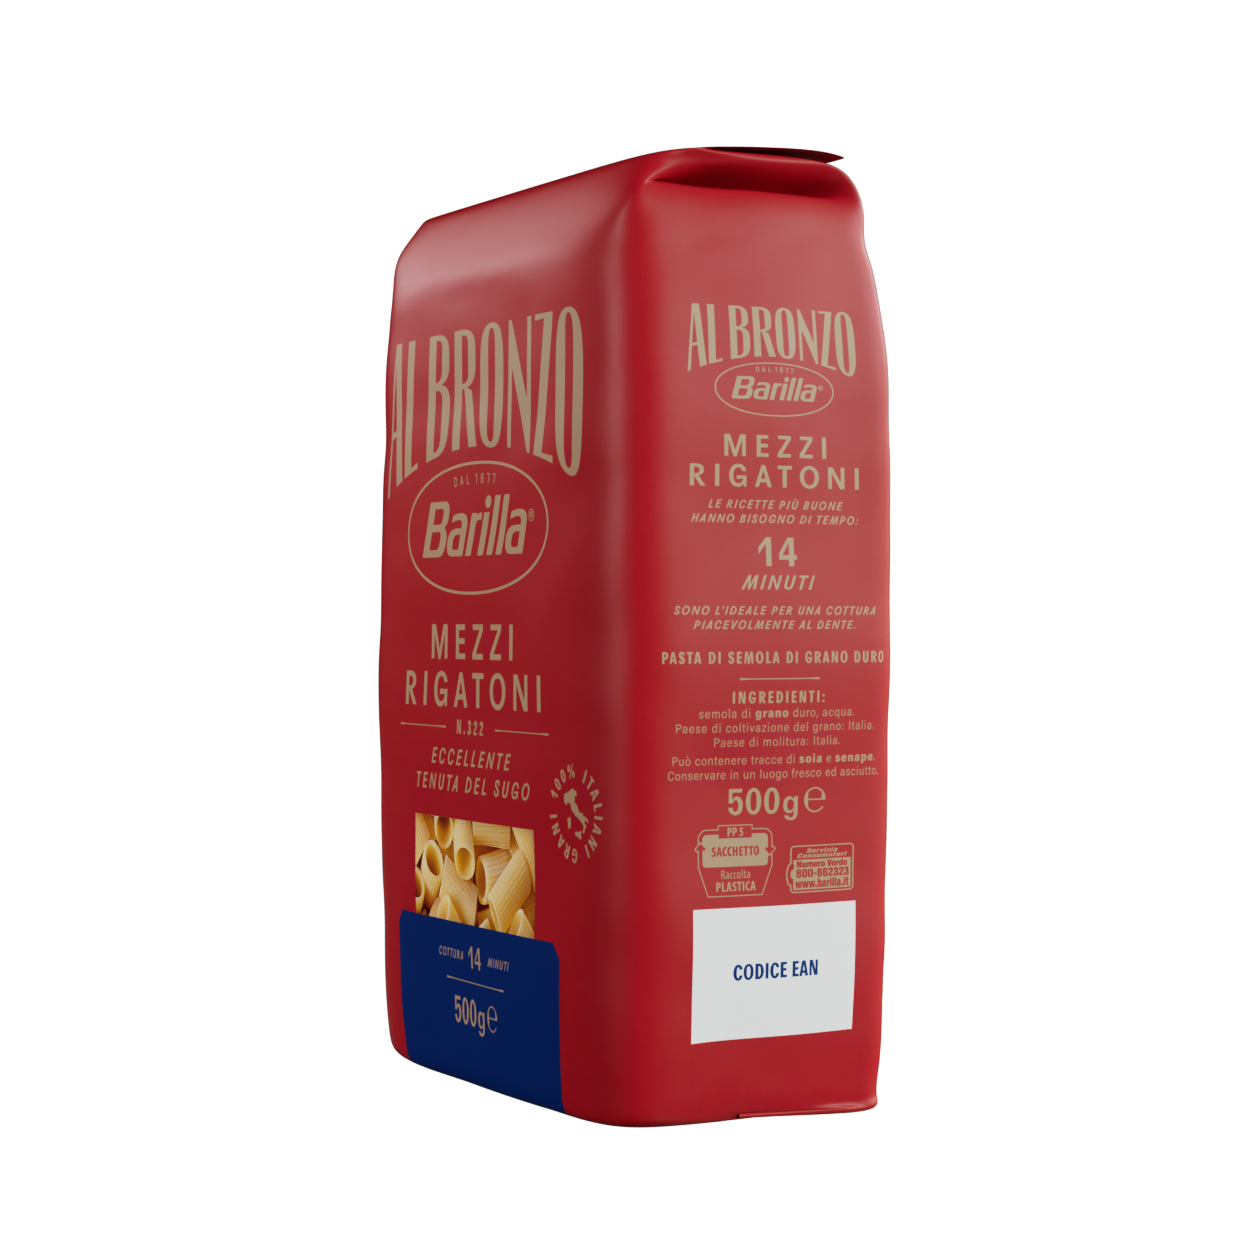 AL BRONZO
DAL 1877
Barilla®
MEZZI
RIGATONI
N.322
ECCELLENTE
TENUTA DEL SUGO
100% ITALIANI GRANI
COTTURA 14 MINUTI
500g℮
AL BRONZO
DAL 1877
Barilla®
MEZZI
RIGATONI
LE RICETTE PIÙ BUONE
HANNO BISOGNO DI TEMPO:
14
MINUTI
SONO L'IDEALE PER UNA COTTURA
PIACEVOLMENTE AL DENTE.
PASTA DI SEMOLA DI GRANO DURO
INGREDIENTI:
semola di grano duro, acqua.
Paese di coltivazione del grano: Italia.
Paese di molitura: Italia.
Può contenere tracce di soia e senape.
Conservare in un luogo fresco ed asciutto.
500g℮
PP 5
SACCHETTO
Raccolta
PLASTICA
Servizio
Consumatori
Numero Verde
800-862323
www.barilla.it
CODICE EAN